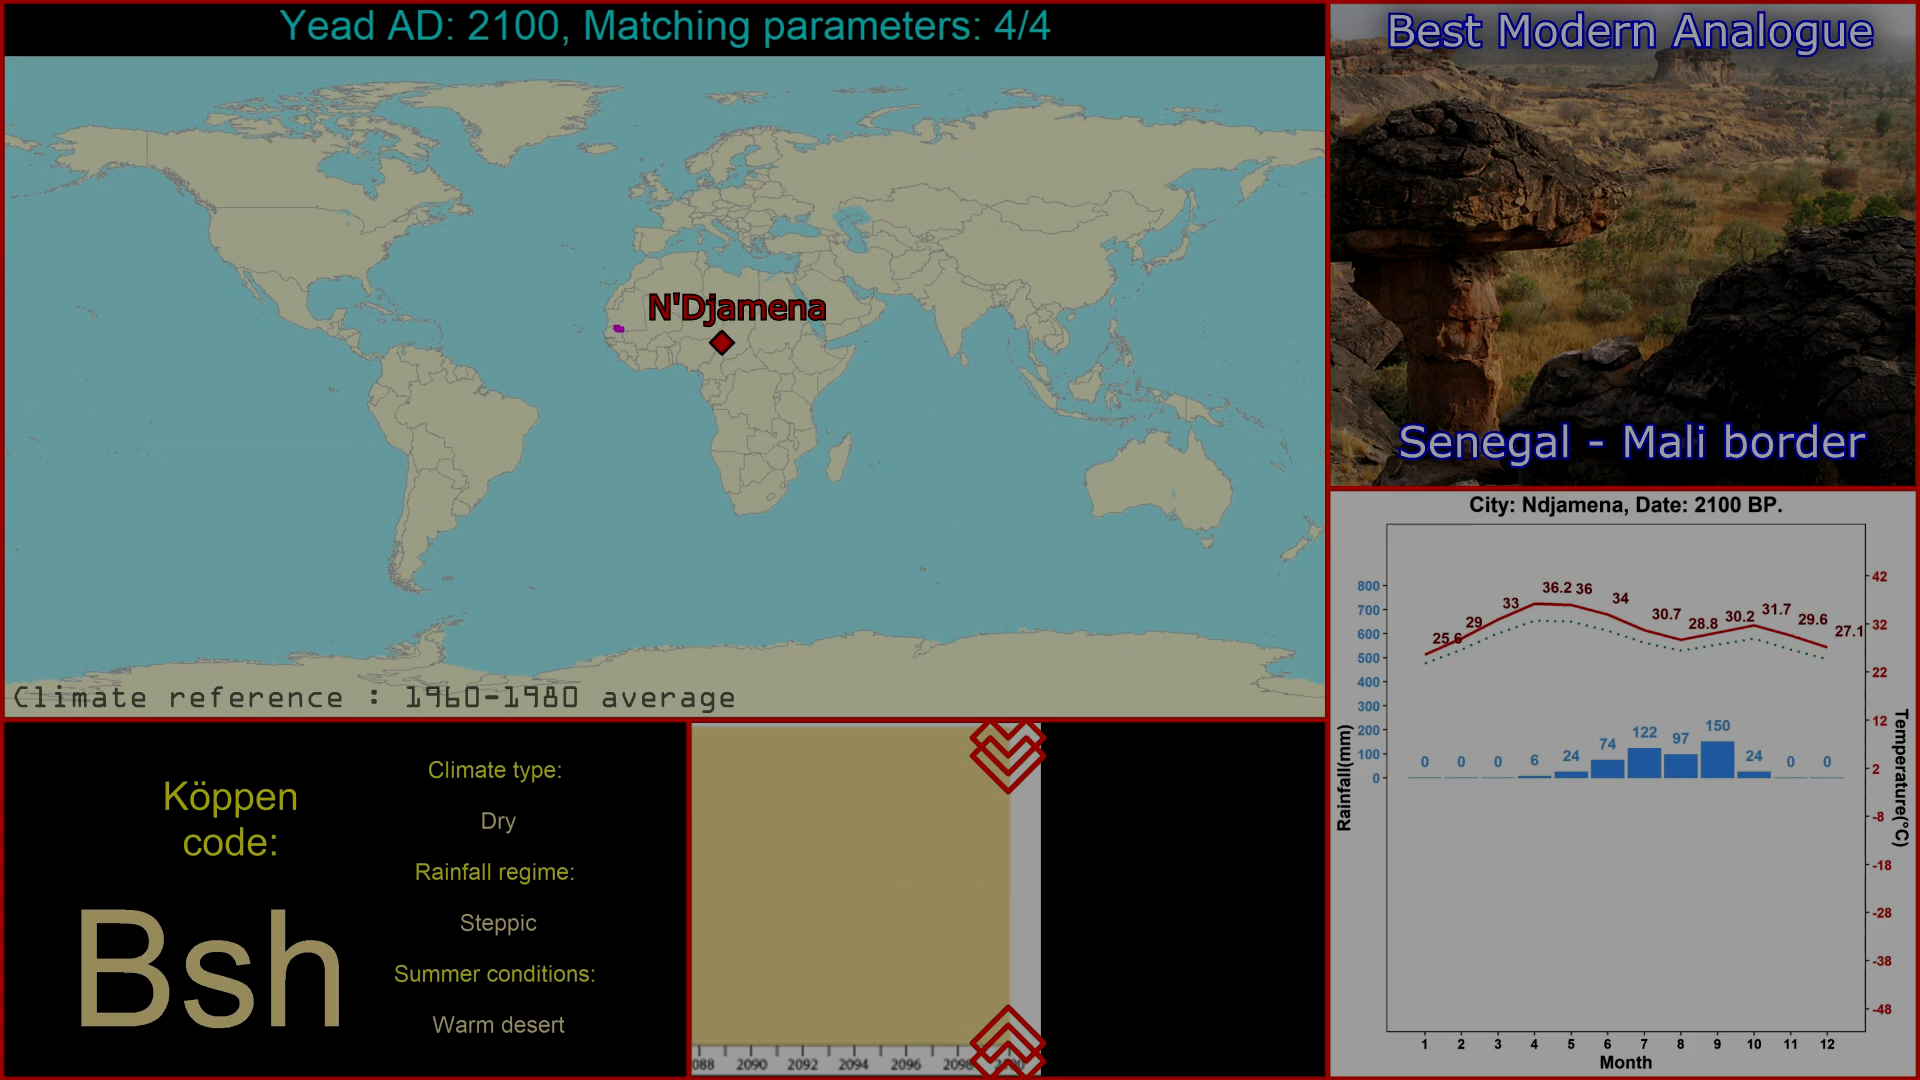 Yead AD: 2100, Matching parameters: 4/4
N'Djamena
Climate reference : 1960-1980 average
Best Modern Analogue
Senegal - Mali border
City: Ndjamena, Date: 2100 BP.
800
700
600
500
400
300
200
100
0
Rainfall(mm)
25.6 29 33 36.2 36 34 30.7 28.8 30.2 31.7 29.6 27.1
0 0 0 6 24 74 122 97 150 24 0 0
42
32
22
12
2
-8
-18
-28
-38
-48
Temperature(°C)
1 2 3 4 5 6 7 8 9 10 11 12
Month
Köppen
code:
Bsh
Climate type:
Dry
Rainfall regime:
Steppic
Summer conditions:
Warm desert
088 2090 2092 2094 2096 2098 2100